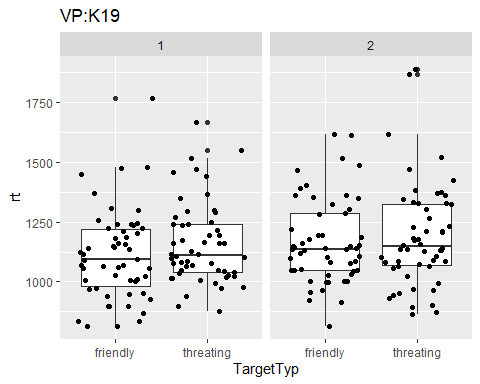 VP:K19
1 2
rt
1750
1500
1250
1000
friendly threating friendly threating
TargetTyp